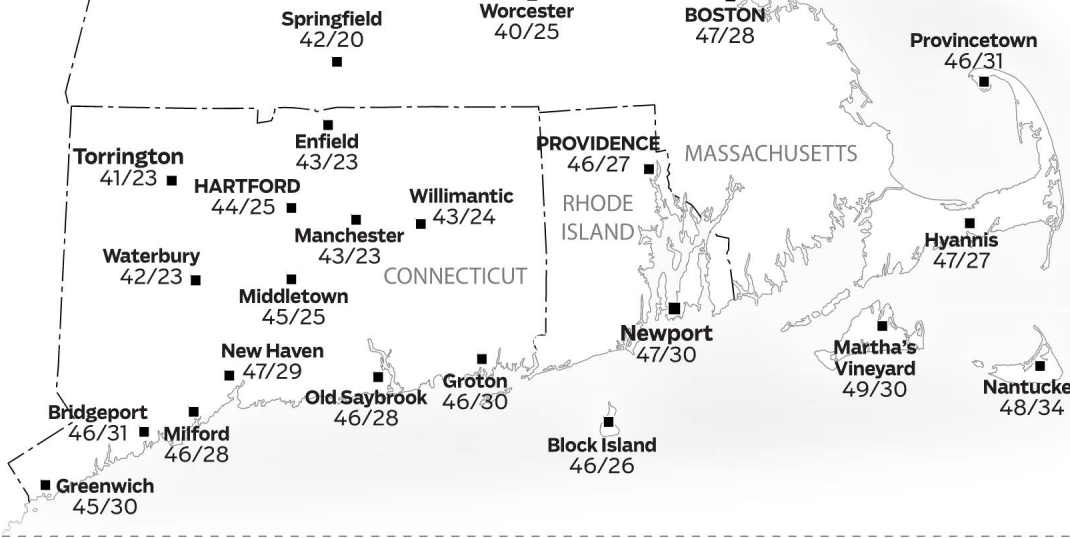 Springfield
42/20
Worcester
40/25
BOSTON
47/28
Provincetown
46/31
Enfield
43/23
Torrington
41/23
HARTFORD
44/25
Willimantic
43/24
Manchester
43/23
PROVIDENCE
46/27
MASSACHUSETTS
RHODE
ISLAND
Hyannis
47/27
Waterbury
42/23
CONNECTICUT
Middletown
45/25
Newport
47/30
Martha's
Vineyard
49/30
Nantucke
48/34
New Haven
47/29
Old Saybrook
46/28
Groton
46/30
Bridgeport
46/31
Milford
46/28
Block Island
46/26
Greenwich
45/30